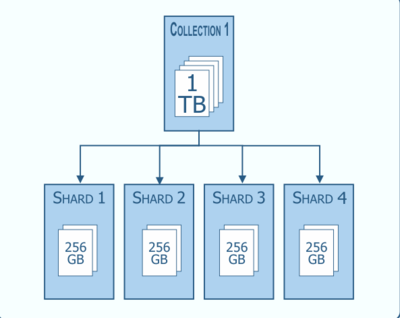 COLLECTION 1
1
TB
SHARD 1
SHARD 2
SHARD 3
SHARD 4
256
GB
256
GB
256
GB
256
GB